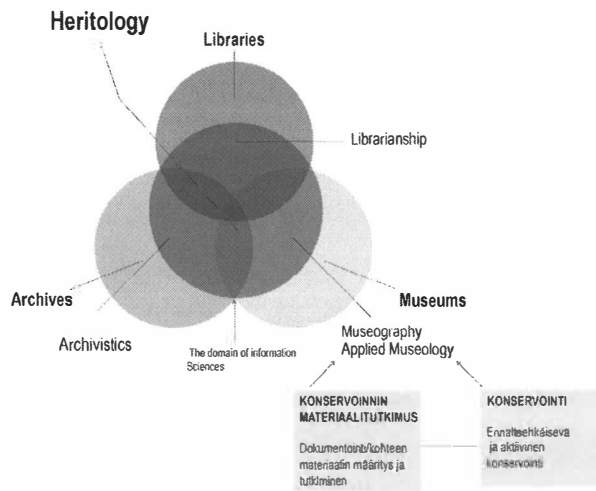 Heritology
Libraries
Librarianship
Archives
Museums
Archivistics
Museography
Applied Museology
The domain of information
Sciences
KONSERVOINNIN
MATERIAALITUTKIMUS
Dokumentointi/kohteen
materiaalin määritys ja
tutkiminen
KONSERVOINTI
Ennaltaehkäisevä
ja aktiivinen
konservointi